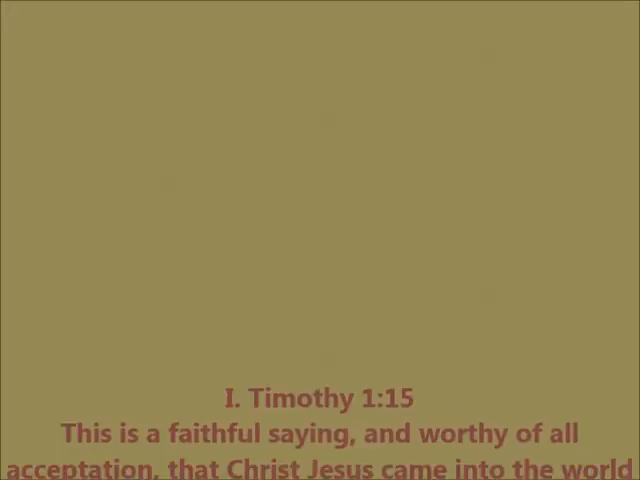 I. Timothy 1:15
This is a faithful saying, and worthy of all
acceptation, that Christ Jesus came into the world